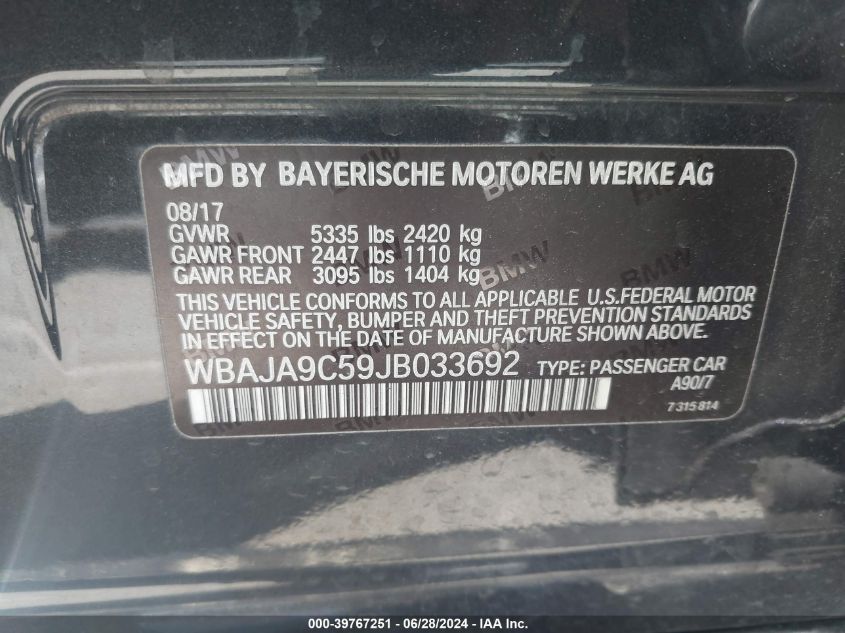 MFD BY BAYERISCHE MOTOREN WERKE AG
08/17
GVWR 5335 lbs 2420 kg
GAWR FRONT 2447 lbs 1110 kg
GAWR REAR 3095 lbs 1404 kg
THIS VEHICLE CONFORMS TO ALL APPLICABLE U.S.FEDERAL MOTOR
VEHICLE SAFETY, BUMPER AND THEFT PREVENTION STANDARDS
IN EFFECT ON THE DATE OF MANUFACTURE SHOWN ABOVE.
WBAJA9C59JB033692 TYPE: PASSENGER CAR
A90/7
7 315 814
000-39767251 / 06/28/2024 - IAA Inc.